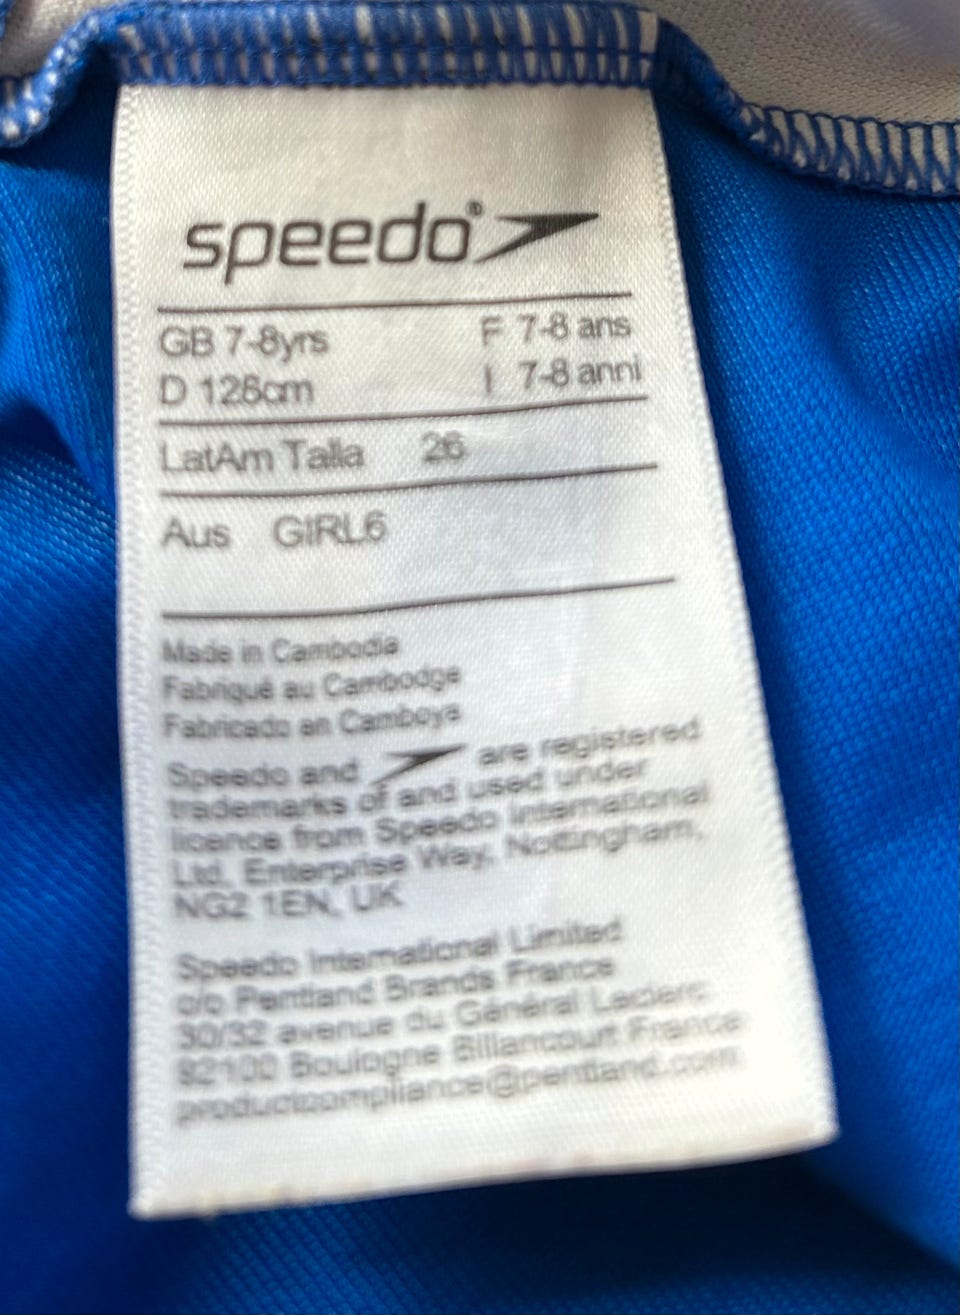 speedo®
GB 7-8yrs F 7-8 ans
D 128cm I 7-8 anni
LatAm Talla 26
Aus GIRL6
Made in Cambodia
Fabriqué au Cambodge
Fabricado en Camboya
Speedo and are registered
trademarks of and used under
licence from Speedo International
Ltd, Enterprise Way, Nottingham,
NG2 1EN, UK
Speedo International Limited
c/o Pentland Brands France
30/32 avenue du Général Leclerc
92100 Boulogne Billancourt France
productcompliance@pentland.com